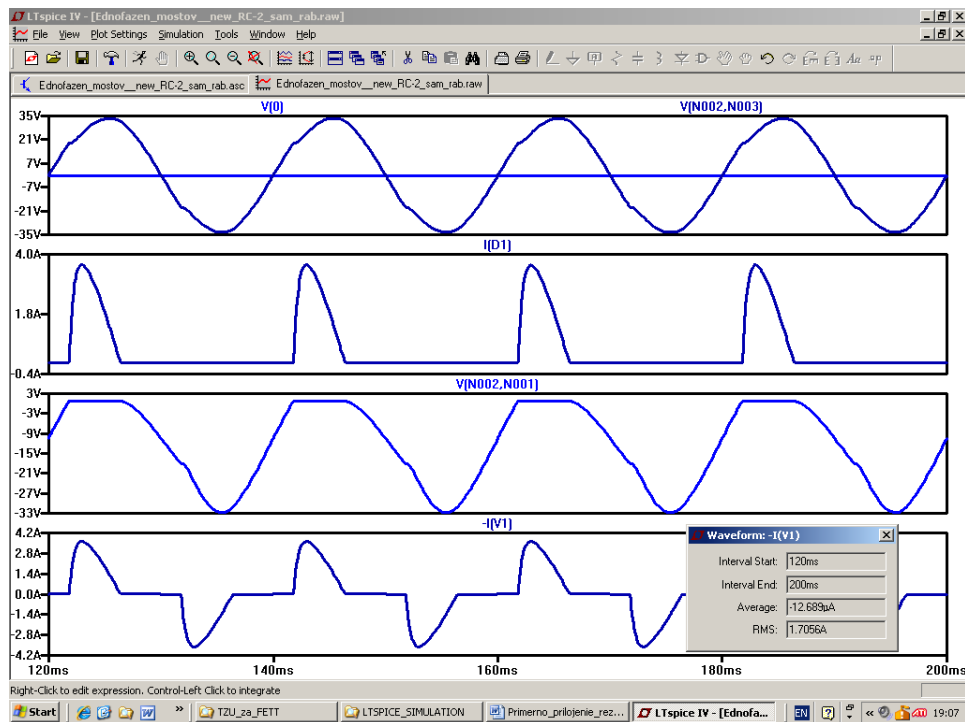 LTspice IV - [Ednofazen_mostov__new_RC-2_sam_rab.raw]
File View Plot Settings Simulation Tools Window Help
Ednofazen_mostov__new_RC-2_sam_rab.asc Ednofazen_mostov__new_RC-2_sam_rab.raw
V(0) V(N002,N003)
35V
21V
7V
-7V
-21V
-35V
I(D1)
4.0A
1.8A
-0.4A
V(N002,N001)
3V
-3V
-9V
-15V
-21V
-27V
-33V
-I(V1)
4.2A
2.8A
1.4A
0.0A
-1.4A
-2.8A
-4.2A
120ms 140ms 160ms 180ms 200ms
Waveform: -I(V1)
Interval Start: 120ms
Interval End: 200ms
Average: -12.689µA
RMS: 1.7056A
Right-Click to edit expression. Control-Left Click to integrate
Start » TZU_za_FETT LTSPICE_SIMULATION Primerno_prilojenie_rez... LTspice IV - [Ednofa... EN « 19:07